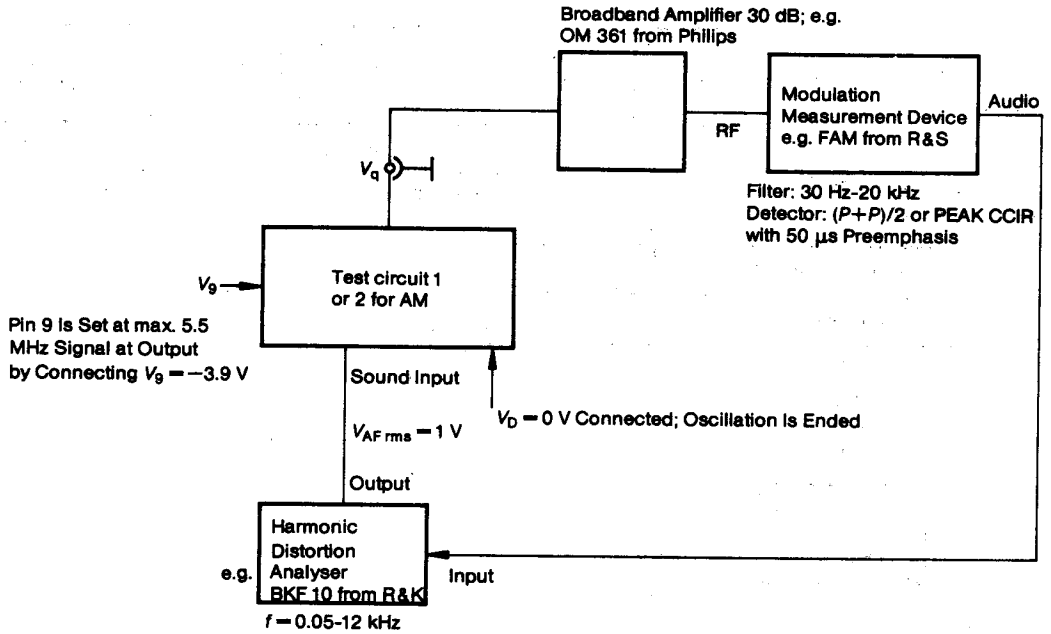 Broadband Amplifier 30 dB; e.g.
OM 361 from Philips
Modulation
Measurement Device
e.g. FAM from R&S
Audio
RF
Filter: 30 Hz-20 kHz
Detector: (P+P)/2 or PEAK CCIR
with 50 μs Preemphasis
Vq
Test circuit 1
or 2 for AM
V9
Pin 9 Is Set at max. 5.5
MHz Signal at Output
by Connecting V9 = −3.9 V
Sound Input
VD = 0 V Connected; Oscillation Is Ended
VAF rms = 1 V
Output
Harmonic
Distortion
Analyser
BKF 10 from R&K
e.g.
Input
f = 0.05-12 kHz